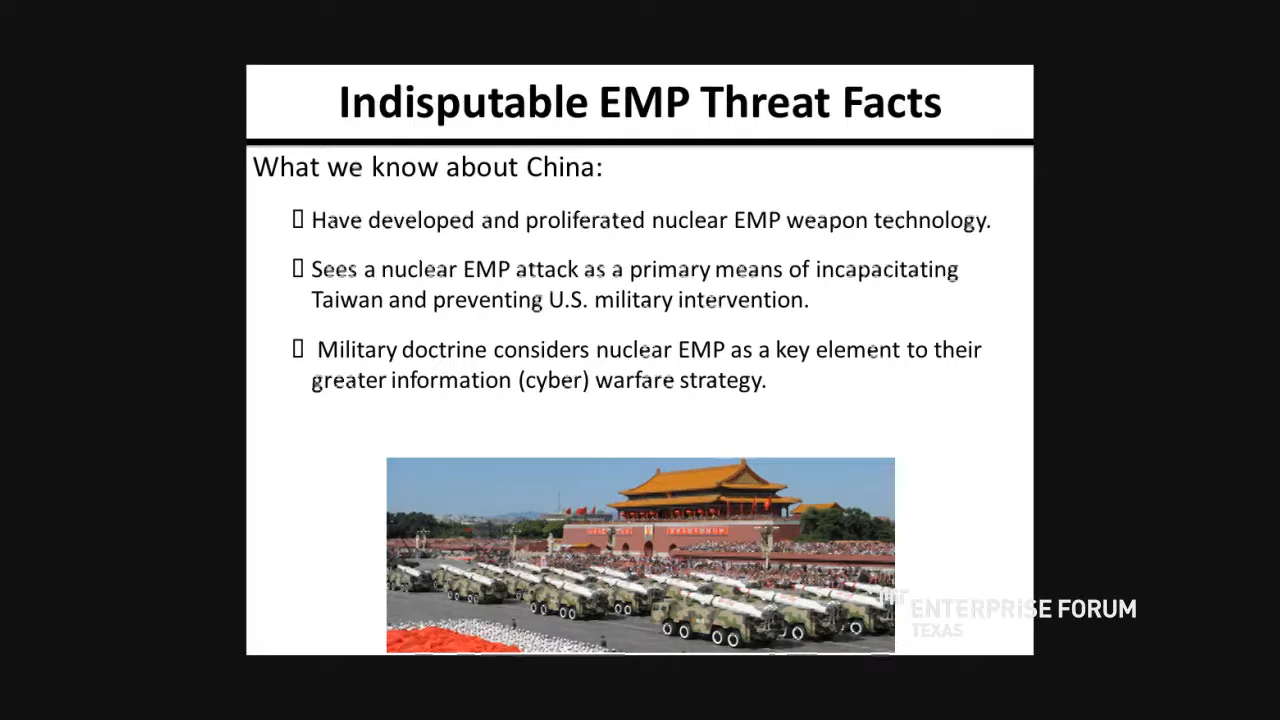 Indisputable EMP Threat Facts
What we know about China:
Have developed and proliferated nuclear EMP weapon technology.
Sees a nuclear EMP attack as a primary means of incapacitating
Taiwan and preventing U.S. military intervention.
Military doctrine considers nuclear EMP as a key element to their
greater information (cyber) warfare strategy.
ENTERPRISE FORUM
TEXAS